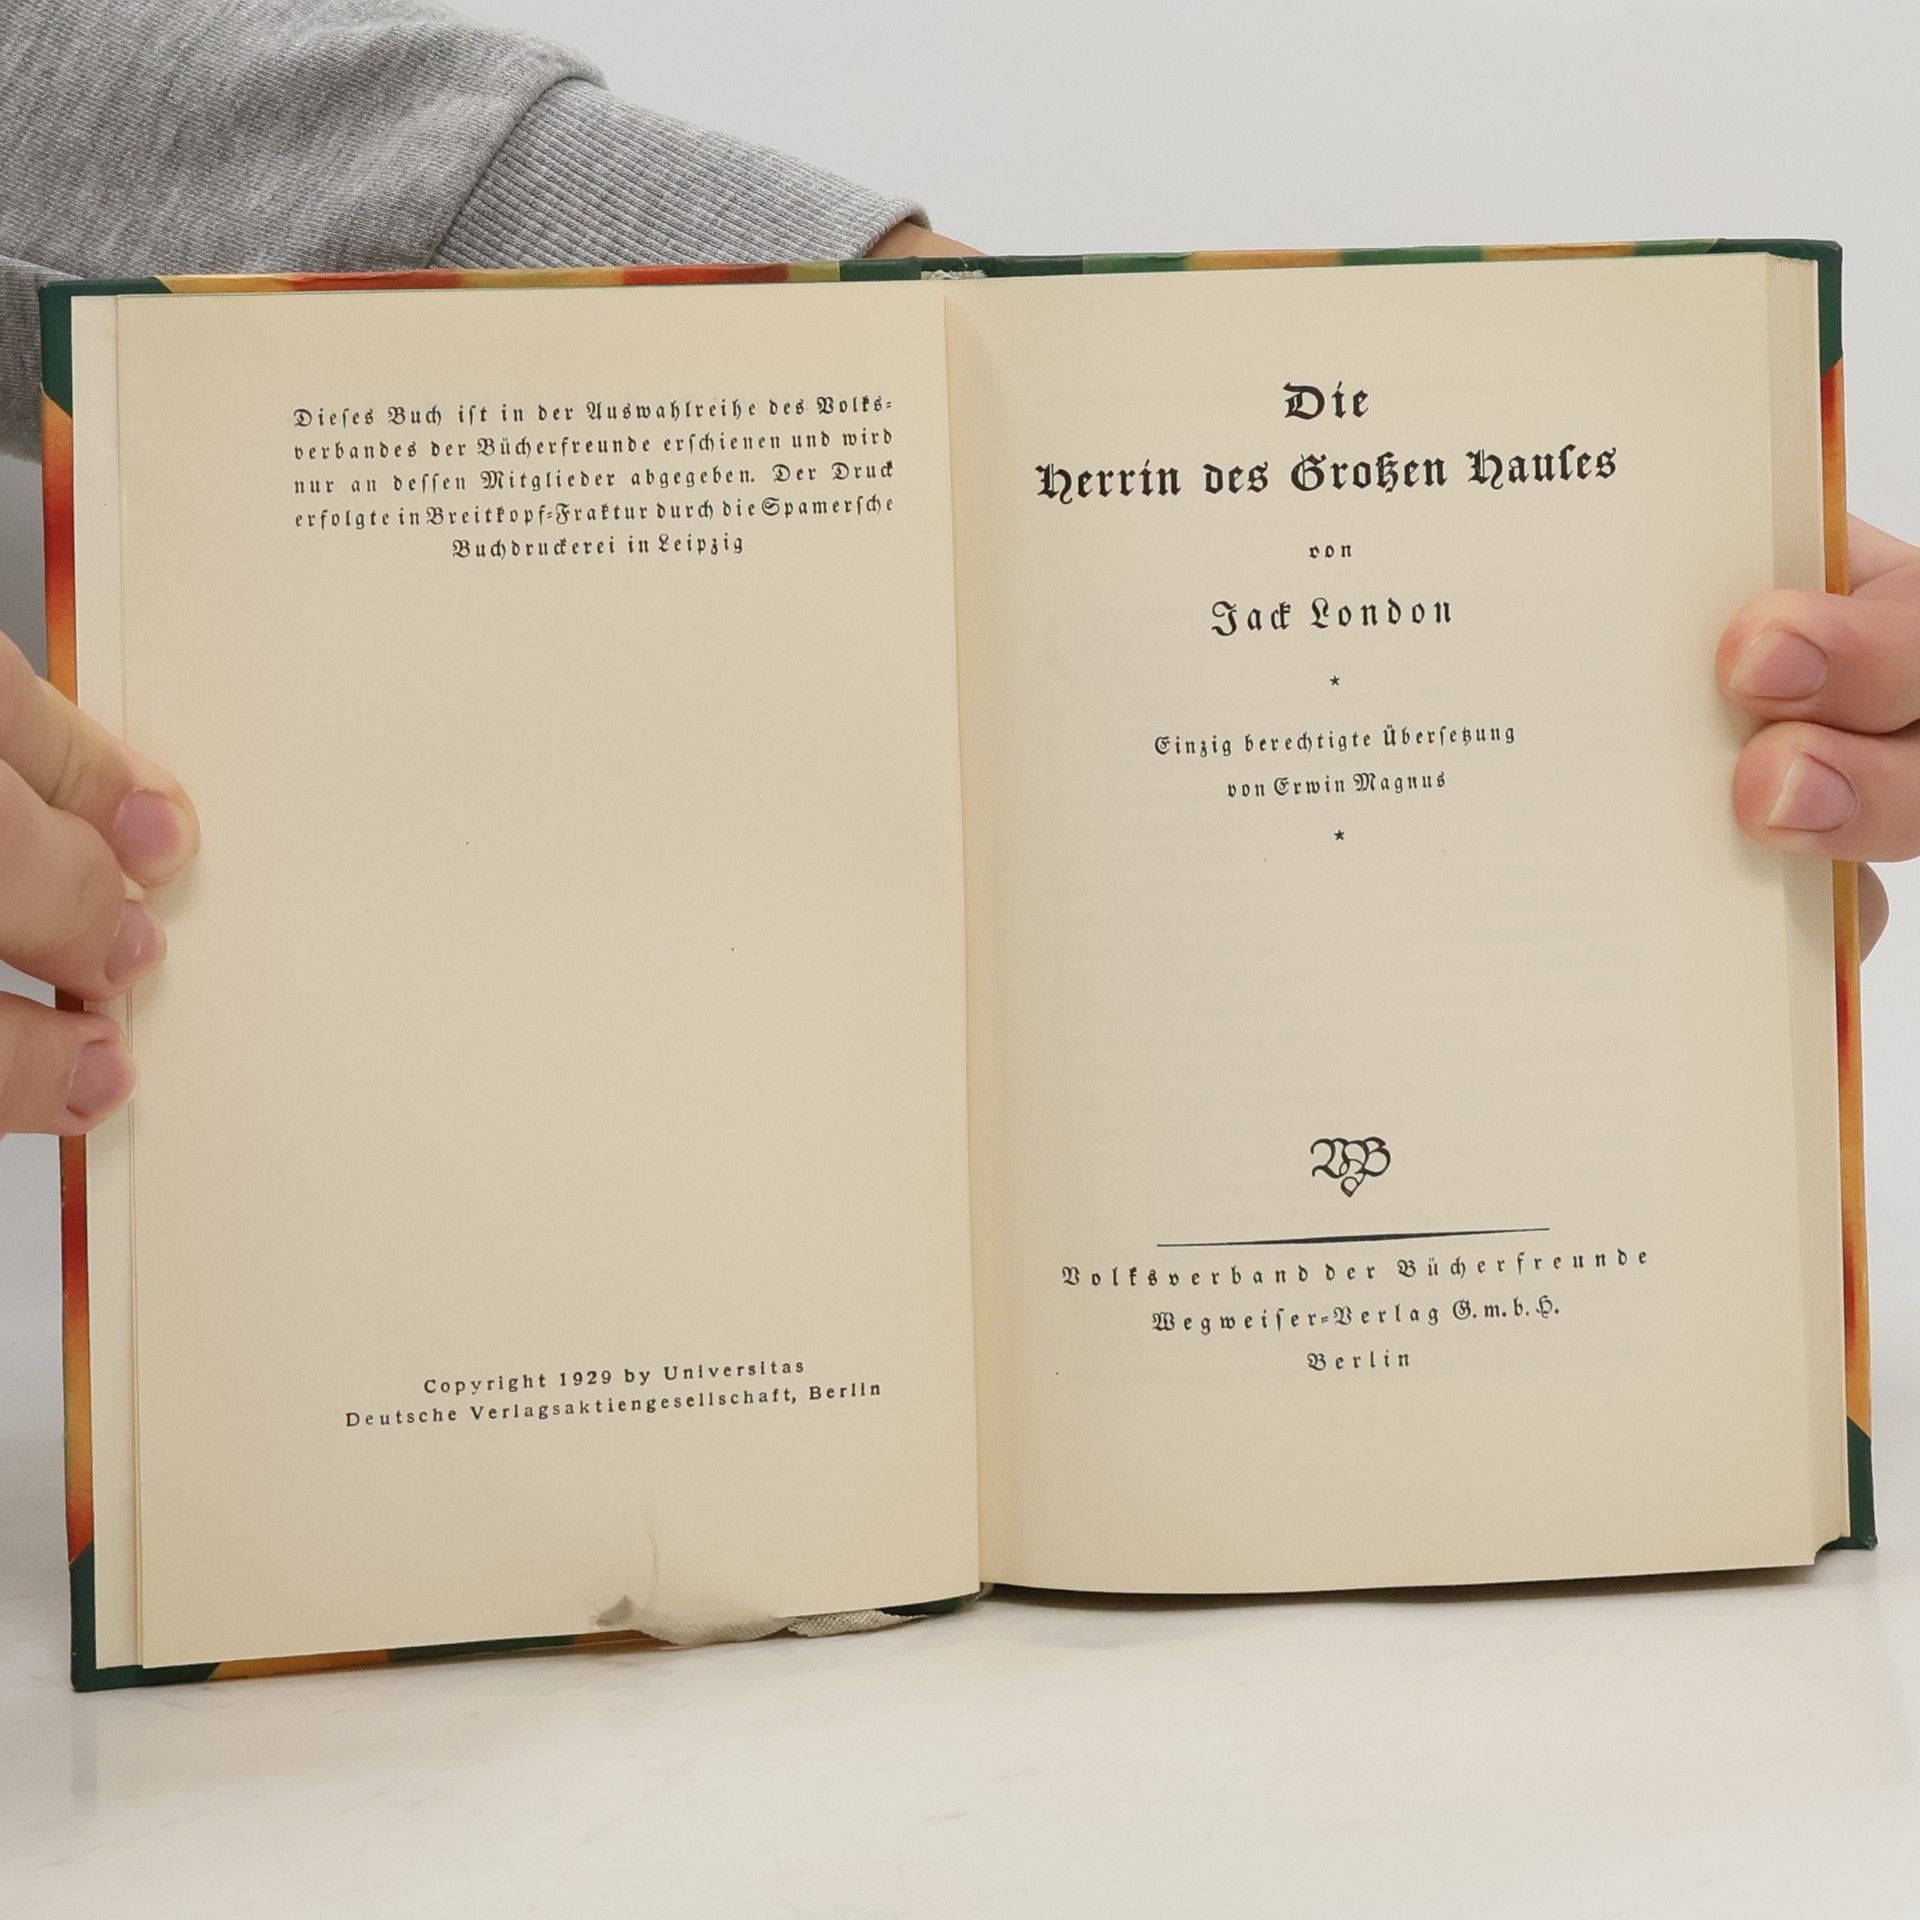 Dieſes Buch iſt in der Auswahlreihe des Volks-
verbandes der Bücherfreunde erſchienen und wird
nur an deſſen Mitglieder abgegeben. Der Druck
erfolgte in Breitkopf-Fraktur durch die Spamerſche
Buchdruckerei in Leipzig
Copyright 1929 by Universitas
Deutsche Verlagsaktiengesellschaft, Berlin
Die
Herrin des Großen Hauſes
von
Jack London
*
Einzig berechtigte Überſetzung
von Erwin Magnus
*
VdB
Volksverband der Bücherfreunde
Wegweiſer-Verlag G.m.b.H.
Berlin